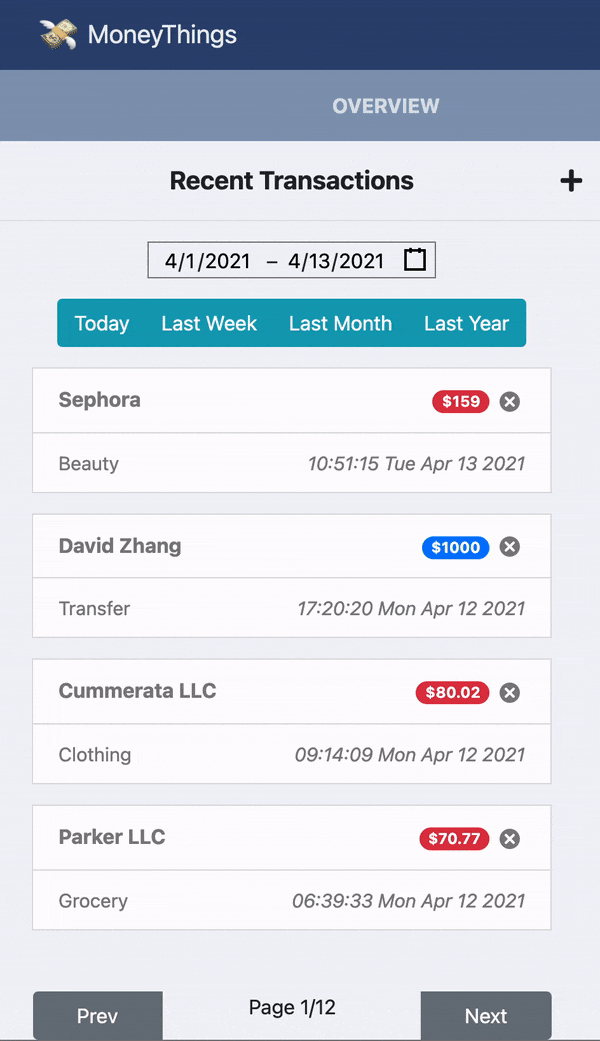 MoneyThings
OVERVIEW
Recent Transactions
4/1/2021 – 4/13/2021
Today Last Week Last Month Last Year
Sephora $159
Beauty 10:51:15 Tue Apr 13 2021
David Zhang $1000
Transfer 17:20:20 Mon Apr 12 2021
Cummerata LLC $80.02
Clothing 09:14:09 Mon Apr 12 2021
Parker LLC $70.77
Grocery 06:39:33 Mon Apr 12 2021
Prev Page 1/12 Next